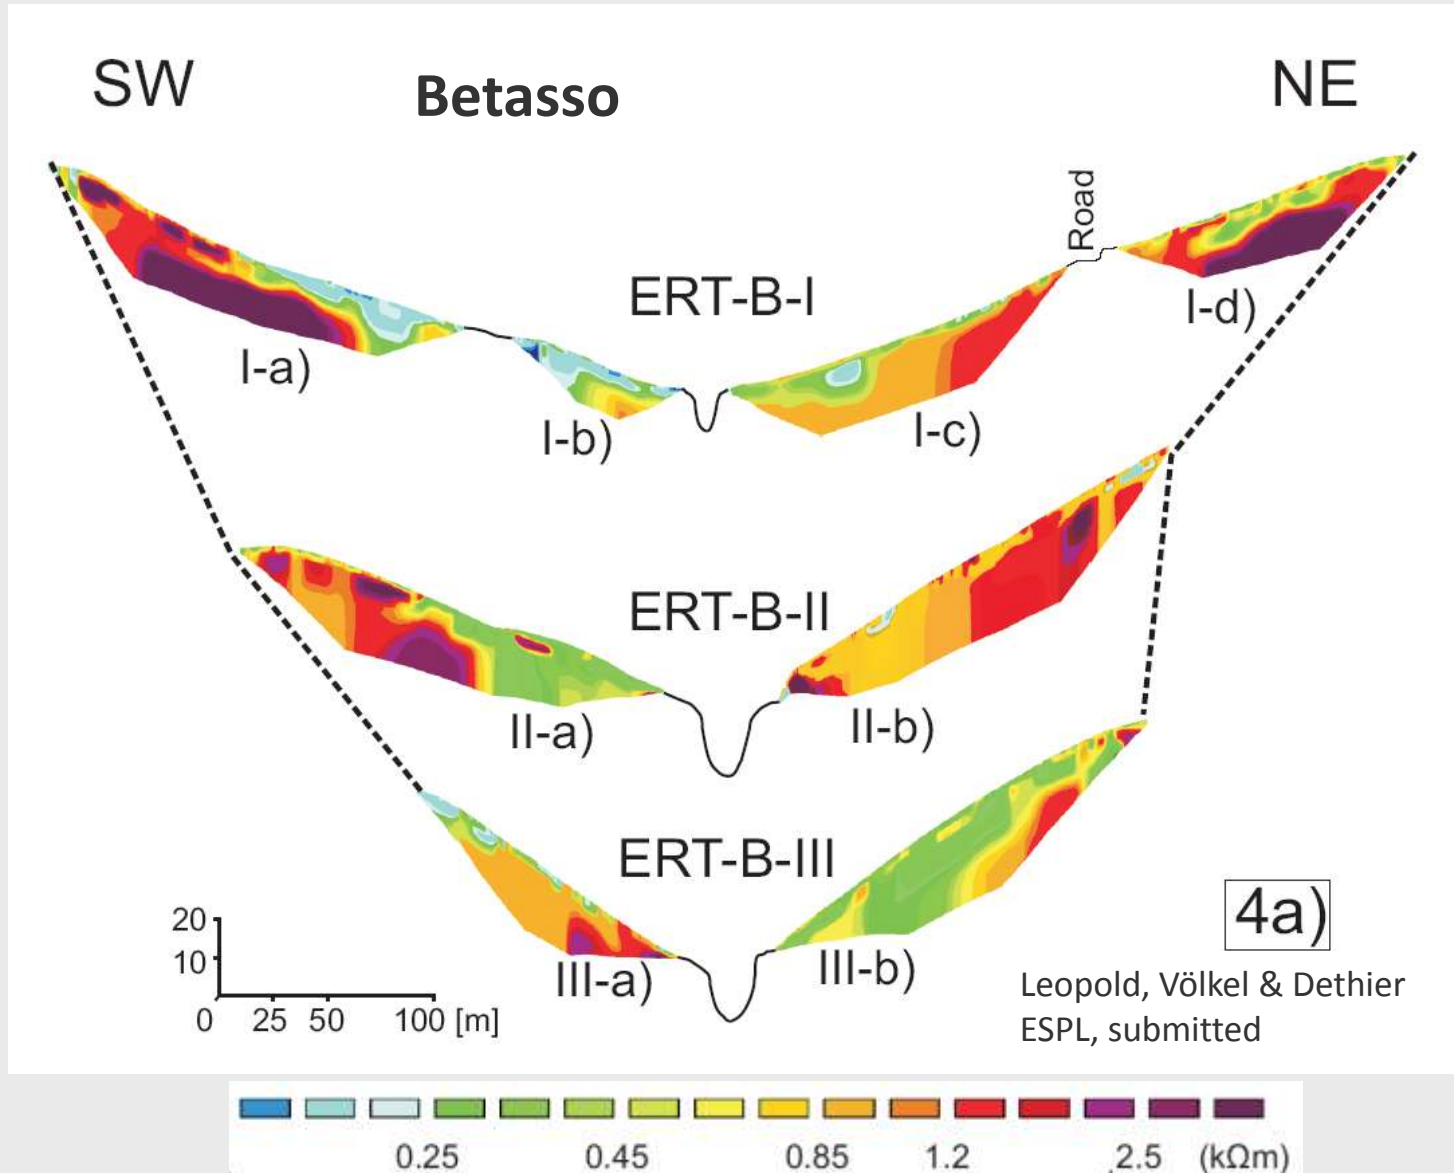 SW
Betasso
NE
Road
ERT-B-I
I-a)
I-b)
I-c)
I-d)
ERT-B-II
II-a)
II-b)
ERT-B-III
III-a)
III-b)
20
10
0 25 50 100 [m]
4a)
Leopold, Völkel & Dethier
ESPL, submitted
0.25 0.45 0.85 1.2 2.5 (kΩm)